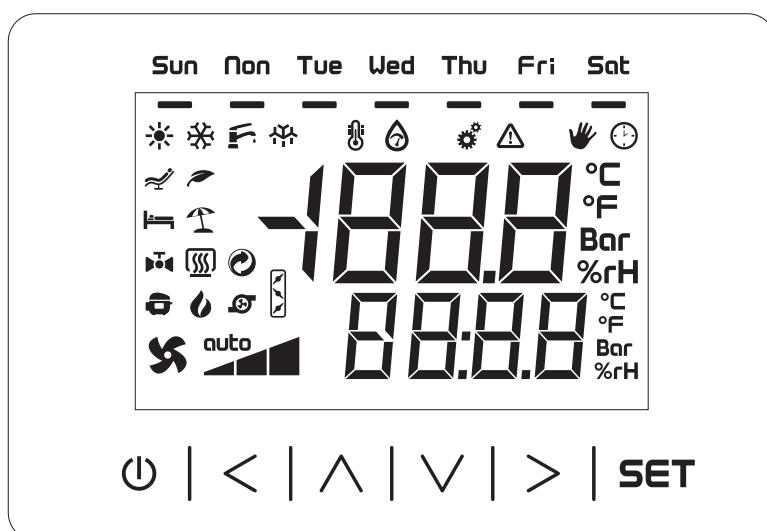 Sun Non Tue Wed Thu Fri Sat
°C
-188.8
°F
Bar
%rH
°C
88:8.8
°F
auto
Bar
%rH
SET